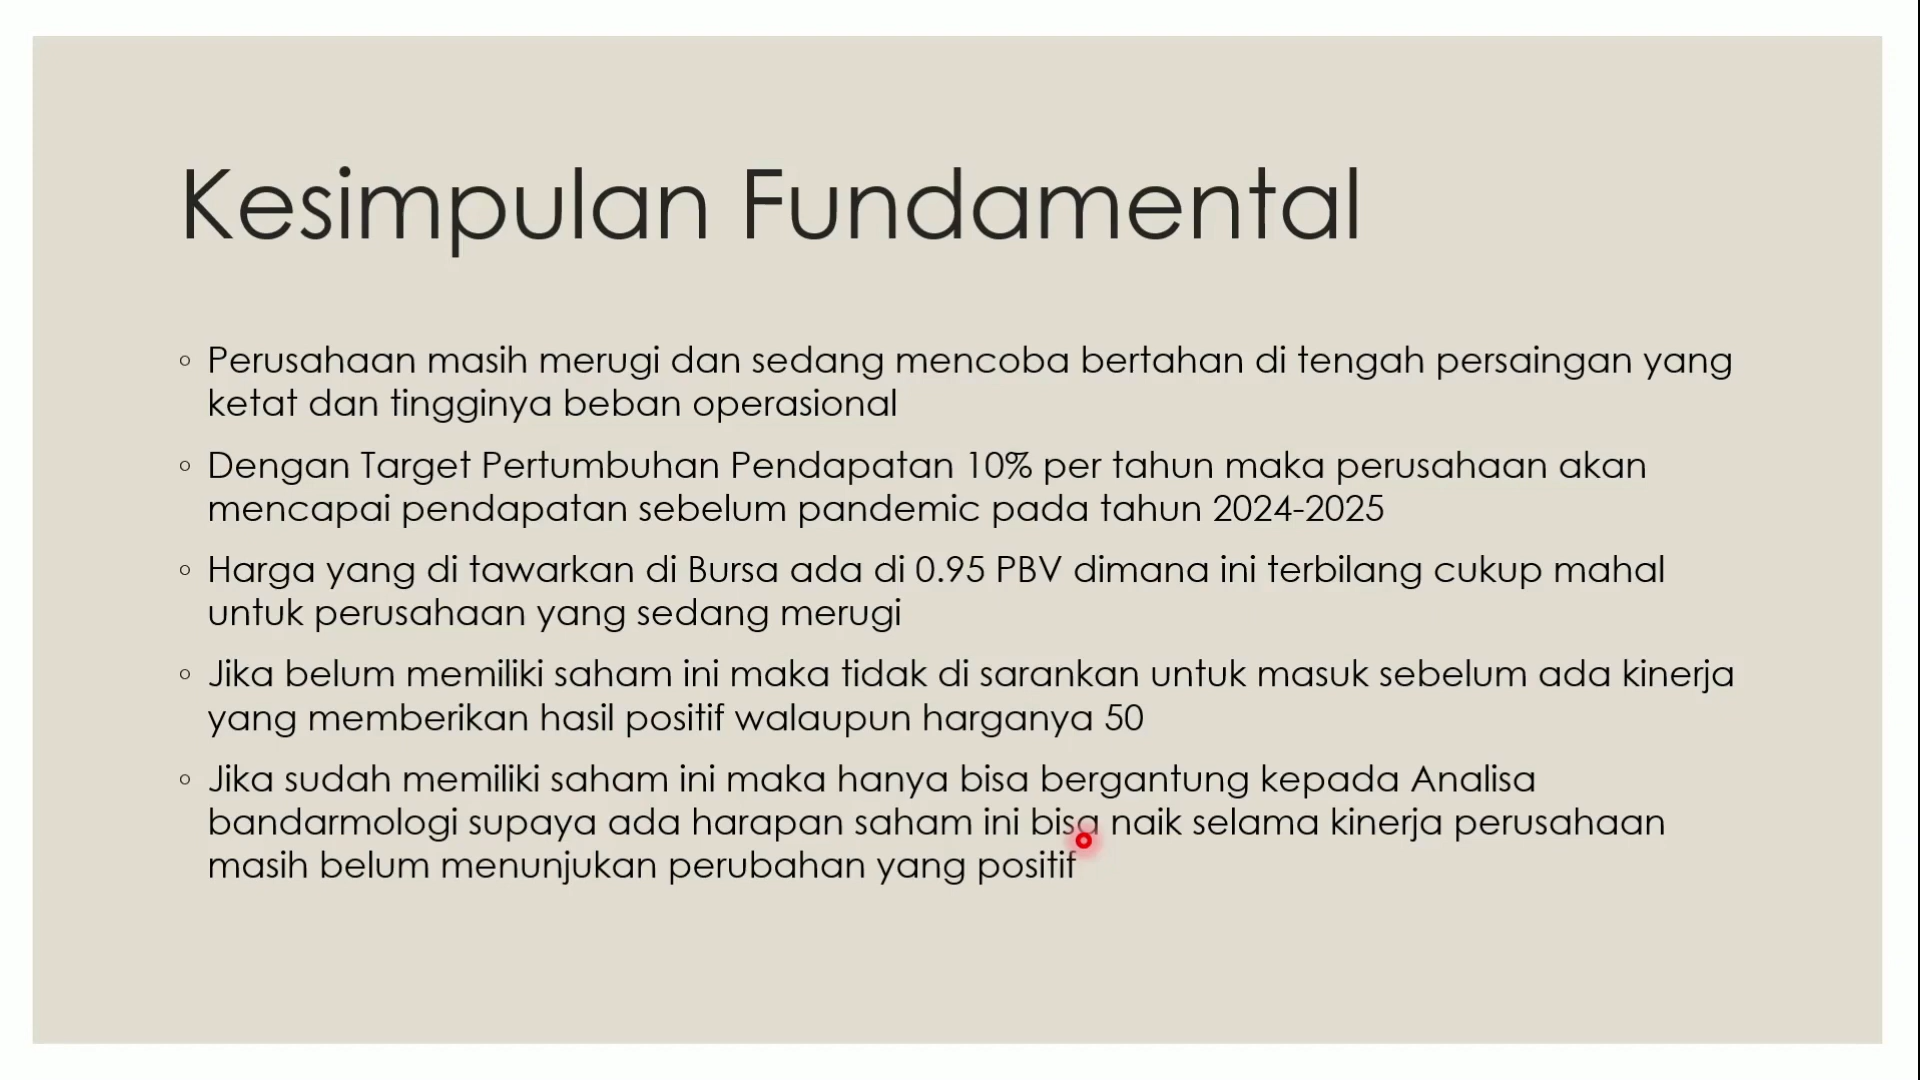 Kesimpulan Fundamental
◦ Perusahaan masih merugi dan sedang mencoba bertahan di tengah persaingan yang
ketat dan tingginya beban operasional
◦ Dengan Target Pertumbuhan Pendapatan 10% per tahun maka perusahaan akan
mencapai pendapatan sebelum pandemic pada tahun 2024-2025
◦ Harga yang di tawarkan di Bursa ada di 0.95 PBV dimana ini terbilang cukup mahal
untuk perusahaan yang sedang merugi
◦ Jika belum memiliki saham ini maka tidak di sarankan untuk masuk sebelum ada kinerja
yang memberikan hasil positif walaupun harganya 50
◦ Jika sudah memiliki saham ini maka hanya bisa bergantung kepada Analisa
bandarmologi supaya ada harapan saham ini bisa naik selama kinerja perusahaan
masih belum menunjukan perubahan yang positif